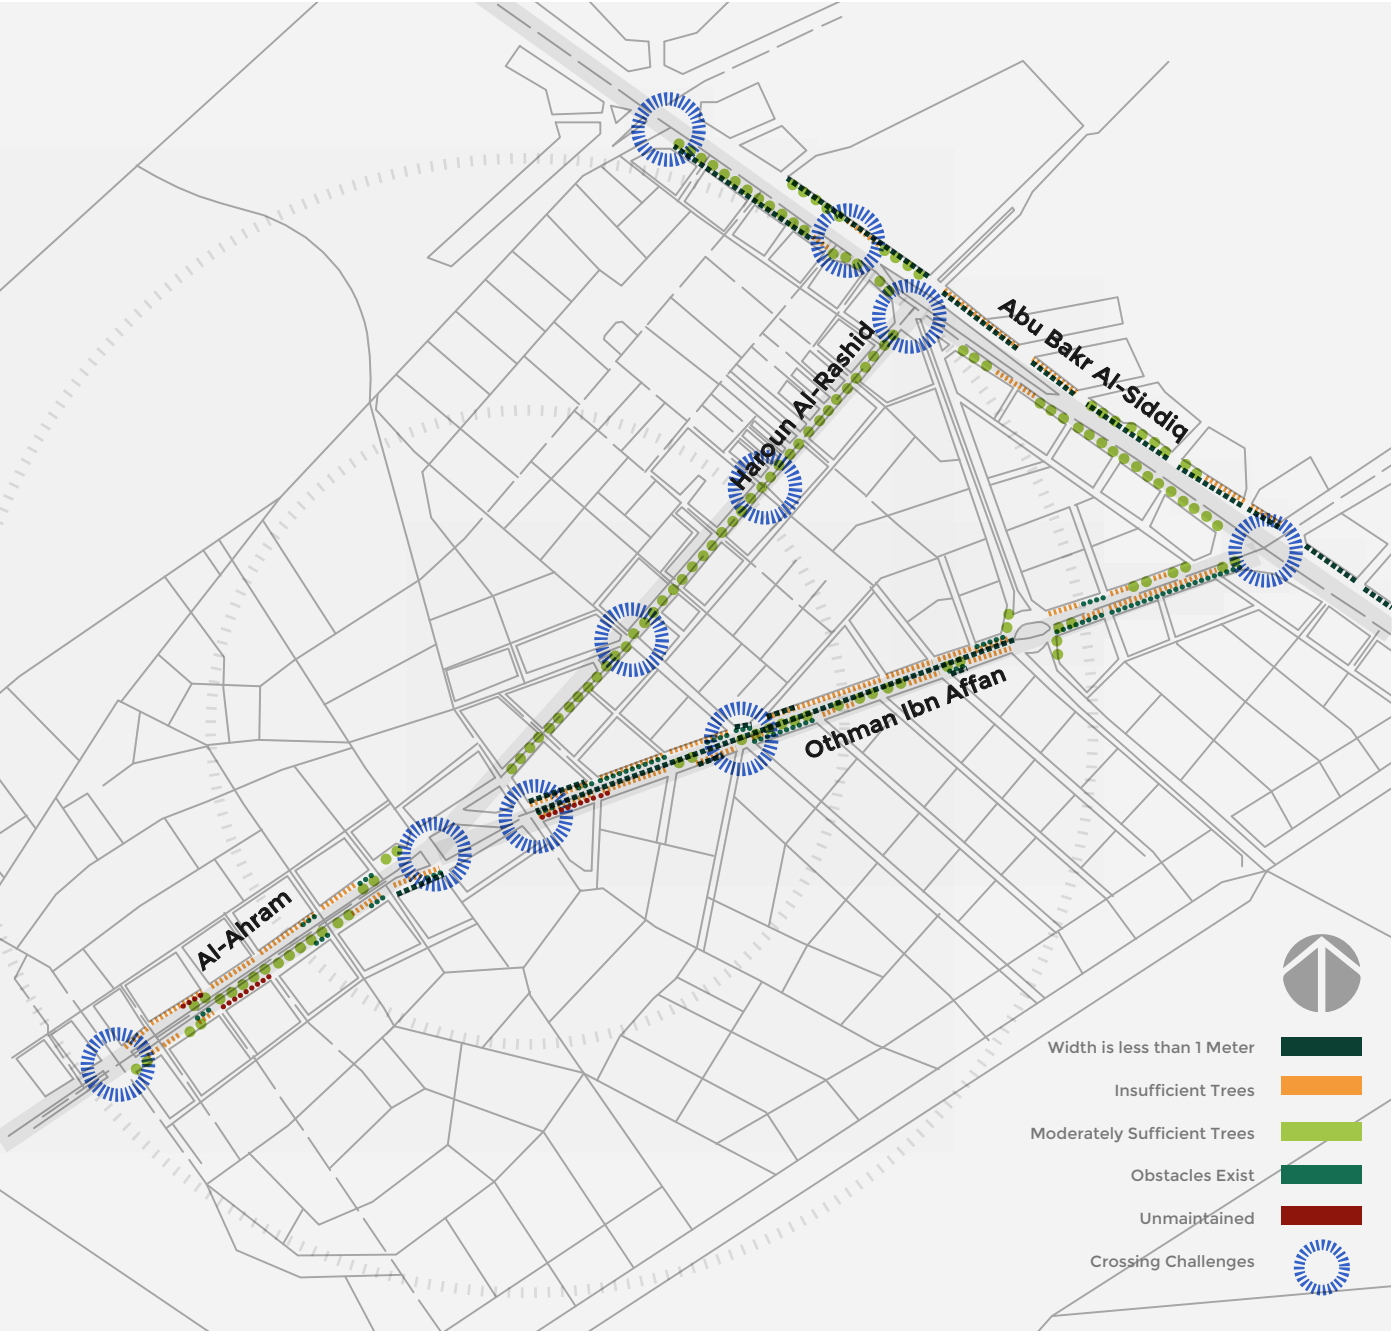 Abu Bakr Al-Siddiq
Haroun Al-Rashid
Othman Ibn Affan
Al-Ahram
Width is less than 1 Meter
Insufficient Trees
Moderately Sufficient Trees
Obstacles Exist
Unmaintained
Crossing Challenges